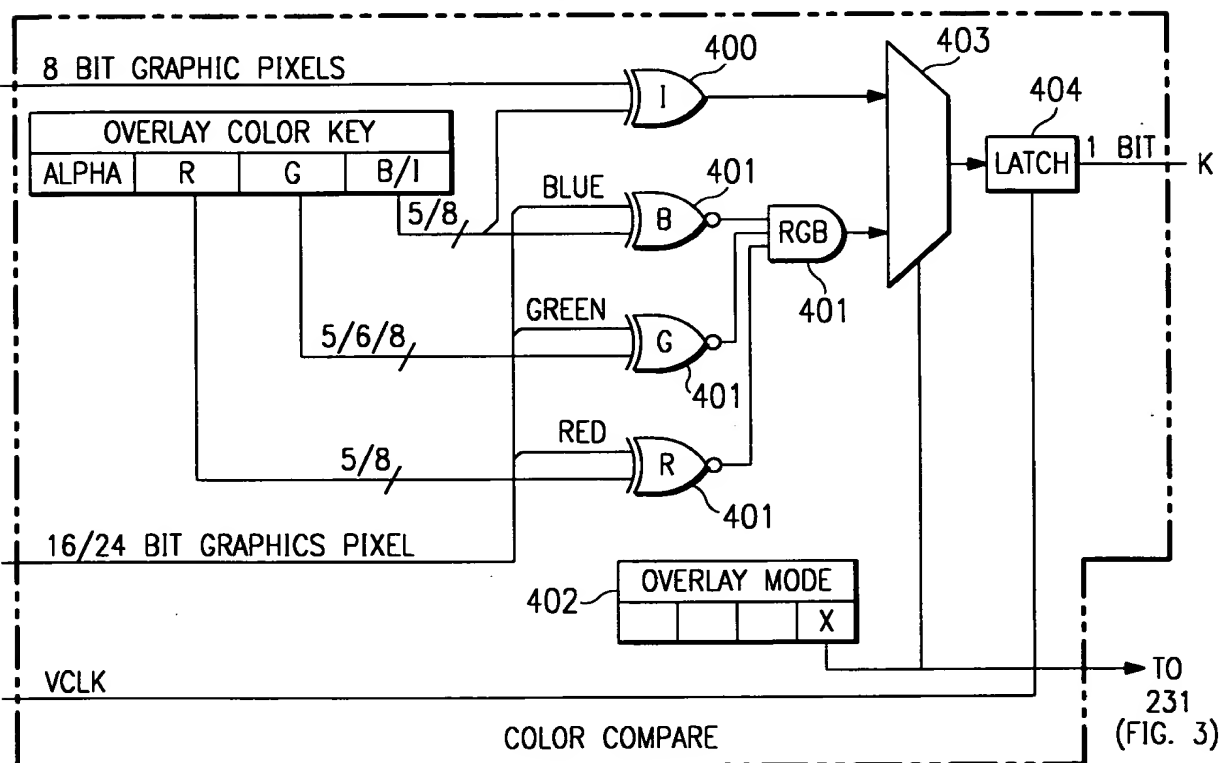 400
403
8 BIT GRAPHIC PIXELS
I
404
OVERLAY COLOR KEY
ALPHA R G B/I
LATCH
1 BIT
K
5/8
BLUE
401
B
RGB
401
GREEN
5/6/8
G
401
RED
5/8
R
401
16/24 BIT GRAPHICS PIXEL
OVERLAY MODE
402
X
VCLK
TO
231
(FIG. 3)
COLOR COMPARE